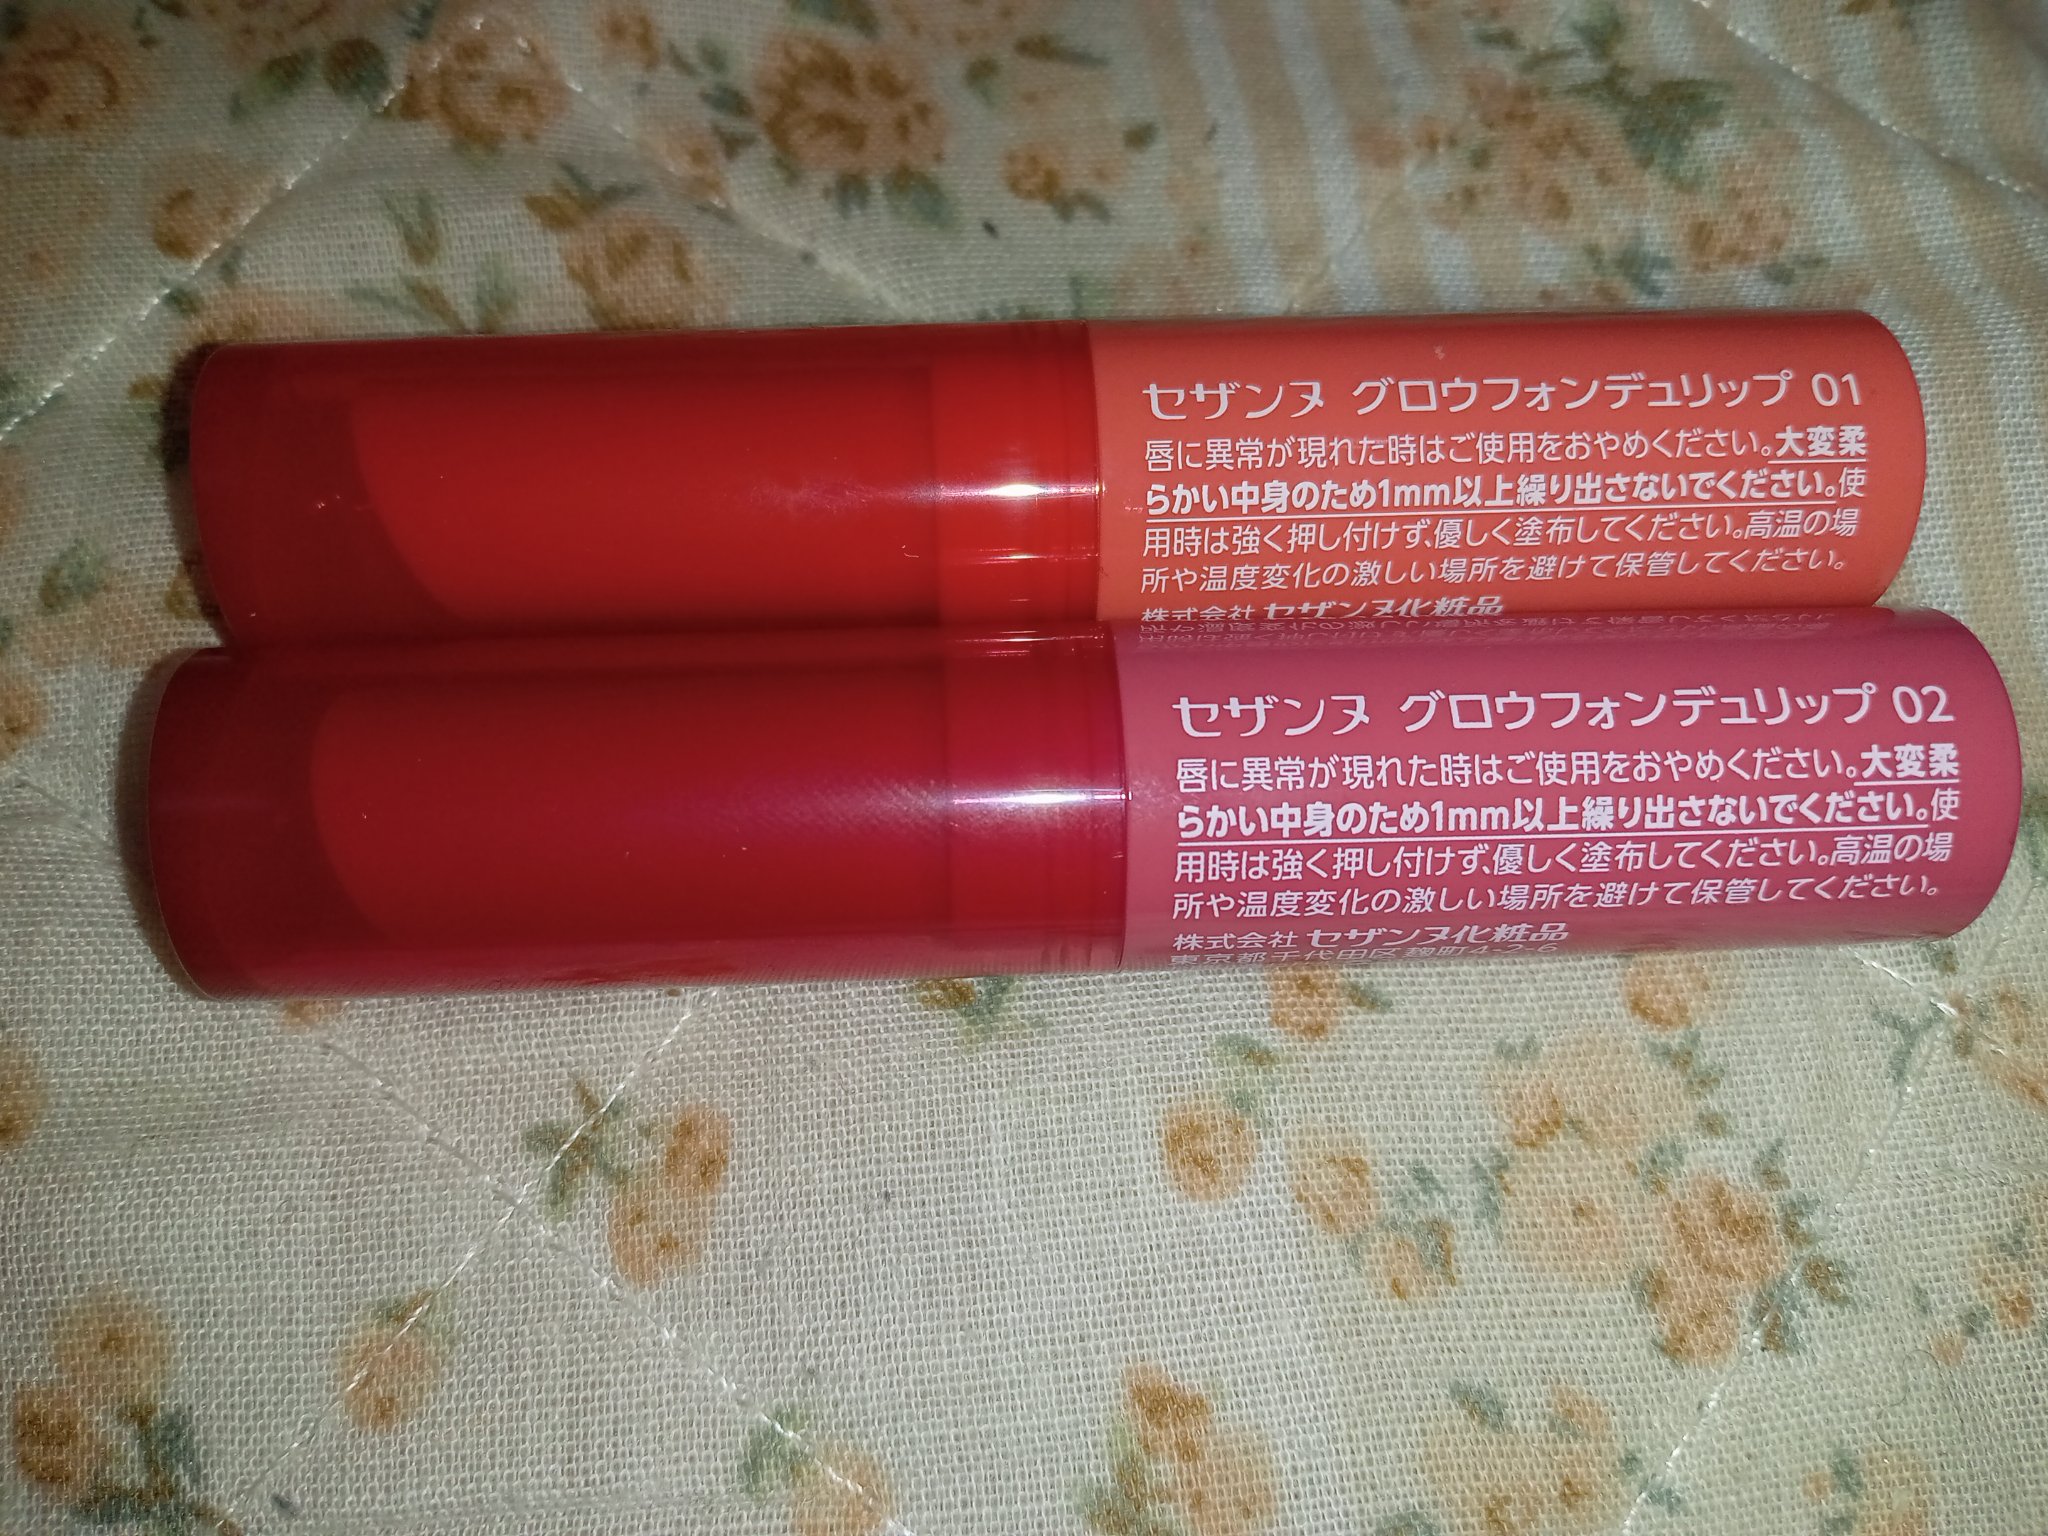 セザンヌ グロウフォンデュリップ 01
唇に異常が現れた時はご使用をおやめください。大変柔
らかい中身のため1mm以上繰り出さないでください。使
用時は強く押し付けず、優しく塗布してください。高温の場
所や温度変化の激しい場所を避けて保管してください。
株式会社 セザンヌ化粧品
セザンヌ グロウフォンデュリップ 02
唇に異常が現れた時はご使用をおやめください。大変柔
らかい中身のため1mm以上繰り出さないでください。使
用時は強く押し付けず、優しく塗布してください。高温の場
所や温度変化の激しい場所を避けて保管してください。
株式会社 セザンヌ化粧品
東京都千代田区麹町4-2-6